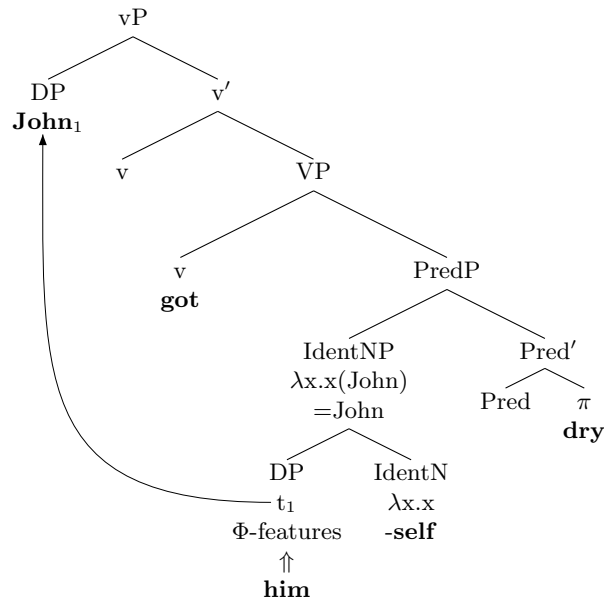 vP
DP
John₁
v′
v
VP
v
got
PredP
IdentNP
λx.x(John)
=John
Pred′
Pred
π
dry
DP
t₁
Φ-features
⇑
him
IdentN
λx.x
-self